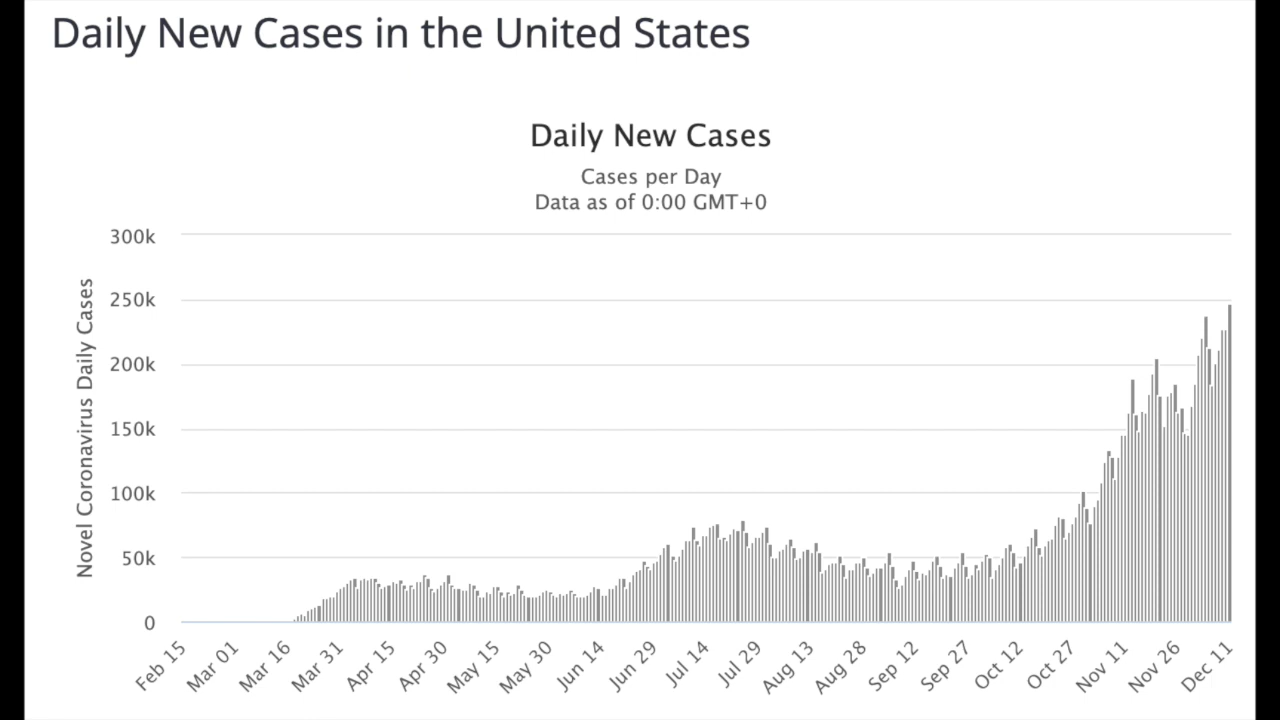 Daily New Cases in the United States
Daily New Cases
Cases per Day
Data as of 0:00 GMT+0
Novel Coronavirus Daily Cases
300k
250k
200k
150k
100k
50k
0
Feb 15
Mar 01
Mar 16
Mar 31
Apr 15
Apr 30
May 15
May 30
Jun 14
Jun 29
Jul 14
Jul 29
Aug 13
Aug 28
Sep 12
Sep 27
Oct 12
Oct 27
Nov 11
Nov 26
Dec 11